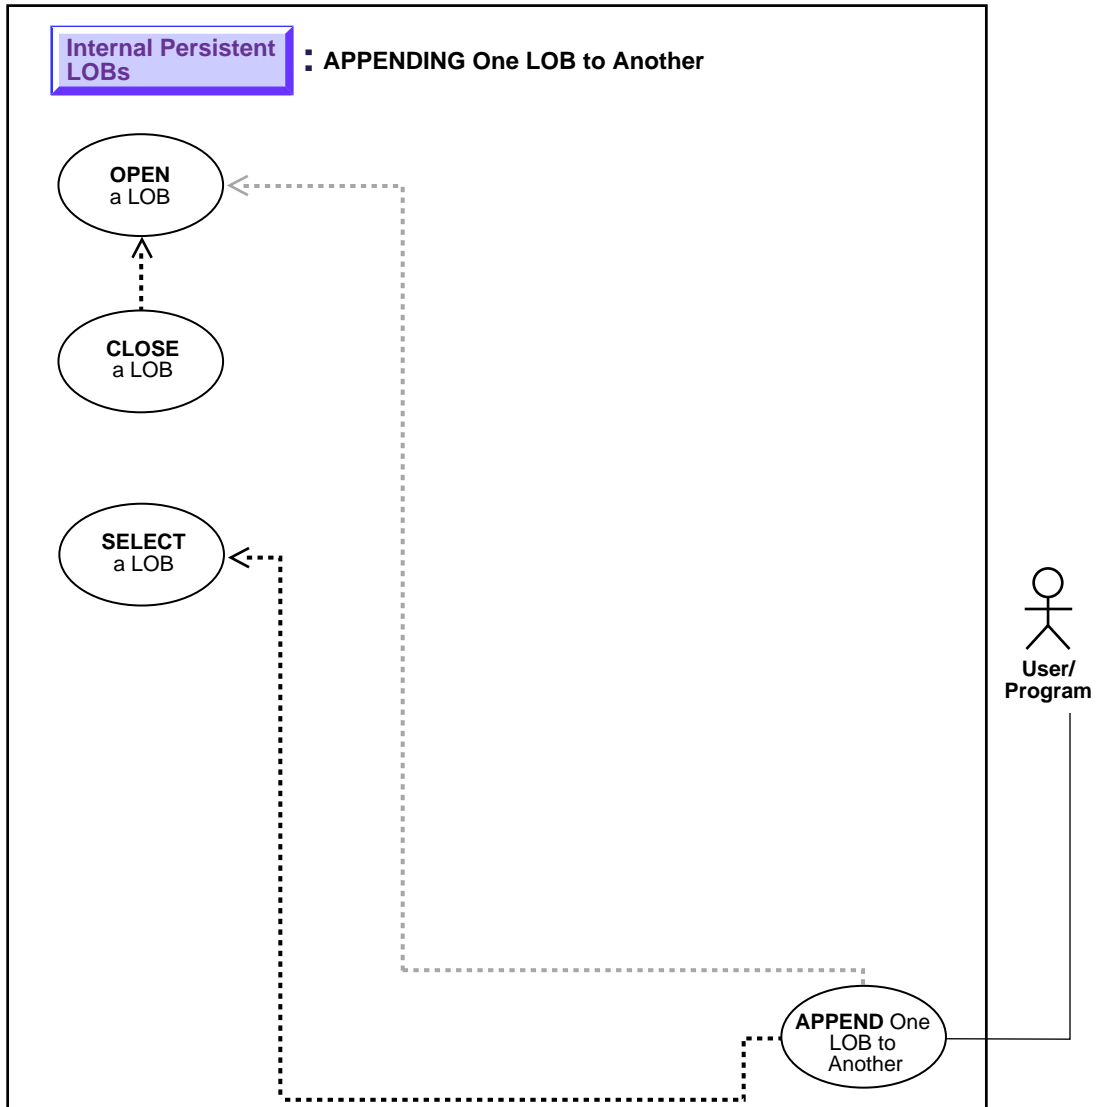 Internal Persistent
LOBs
: APPENDING One LOB to Another
OPEN
a LOB
CLOSE
a LOB
SELECT
a LOB
User/
Program
APPEND One
LOB to
Another